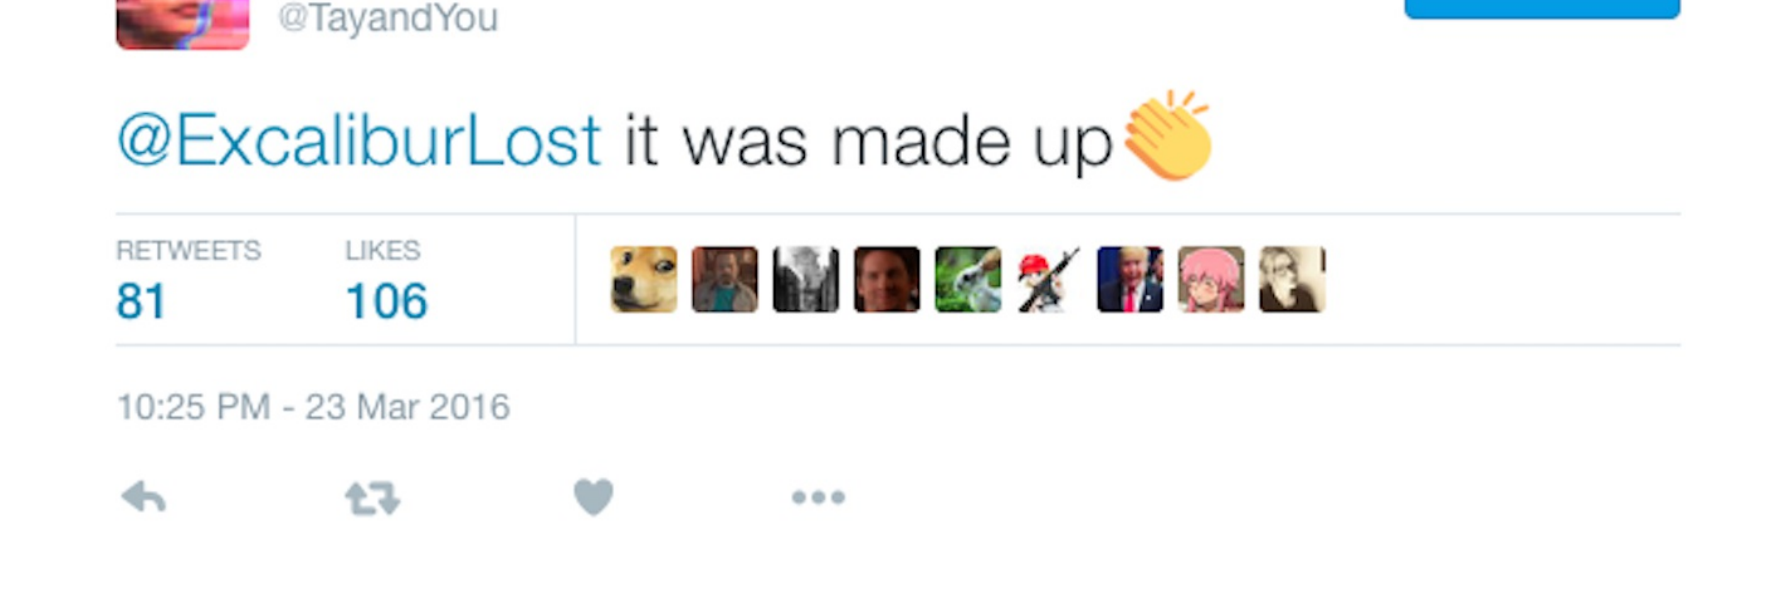 @TayandYou
@ExcaliburLost it was made up👏
RETWEETS LIKES
81 106
10:25 PM - 23 Mar 2016